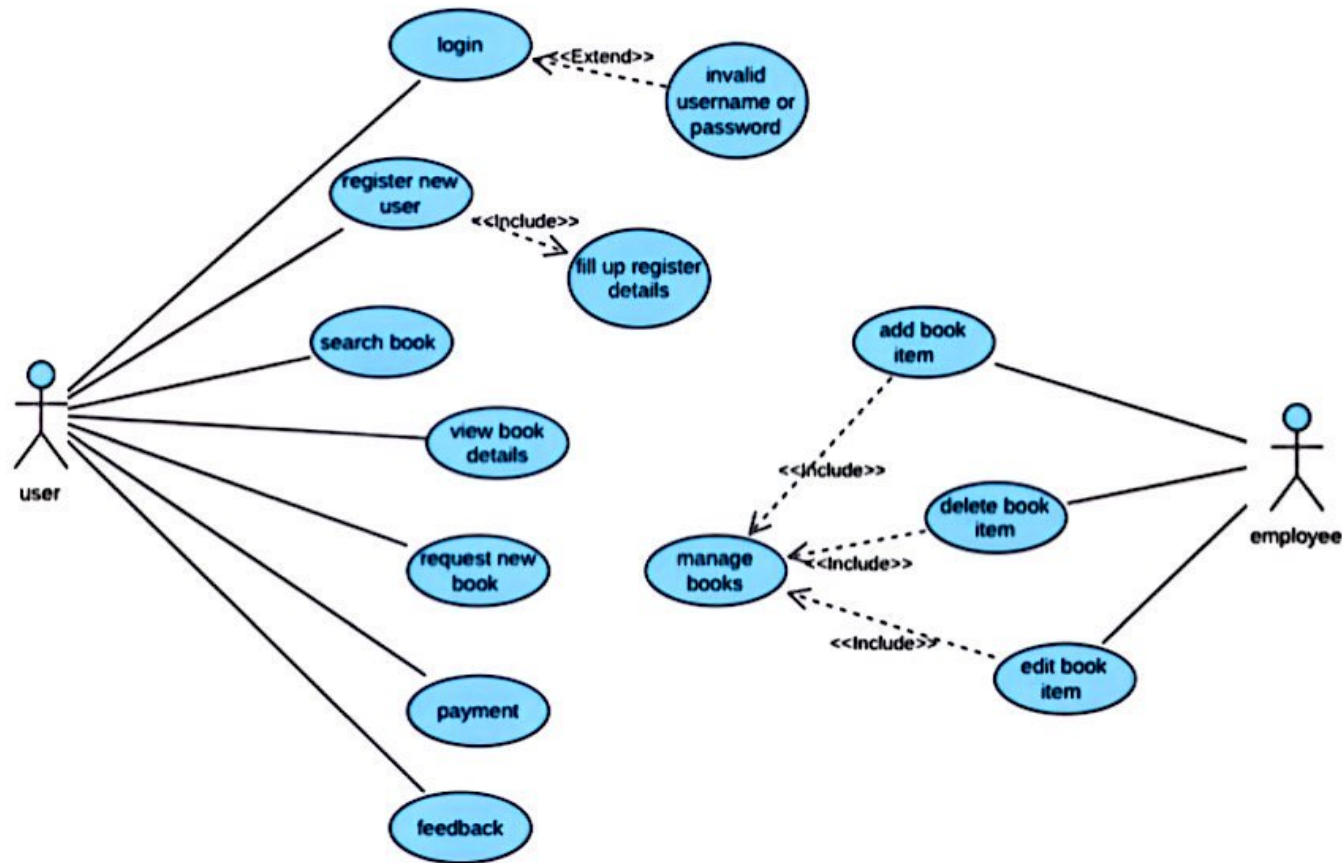 login
<<Extend>>
invalid
username or
password
register new
user
<<Include>>
fill up register
details
search book
add book
item
view book
details
user
<<Include>>
delete book
item
employee
request new
book
manage
books
<<Include>>
<<Include>>
edit book
item
payment
feedback